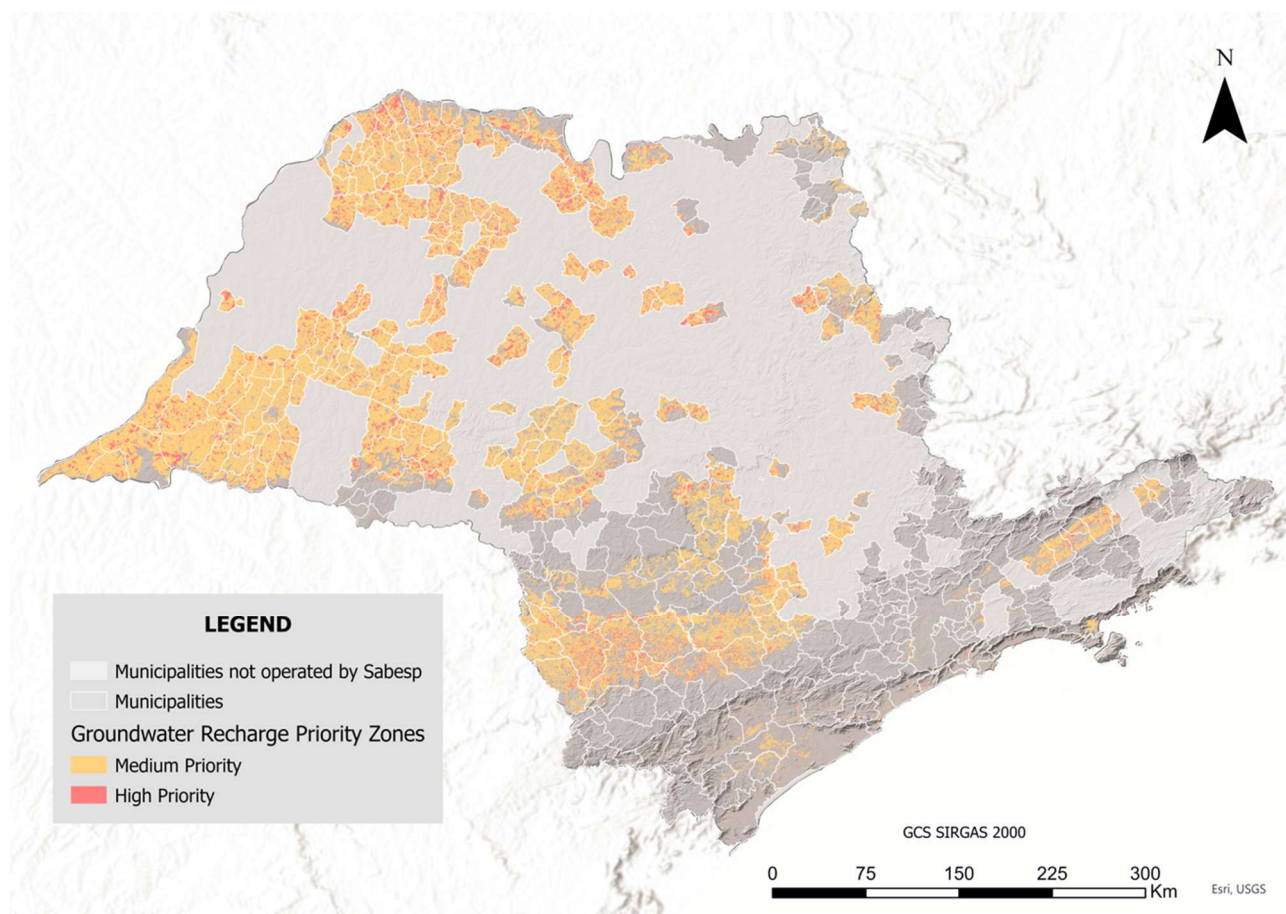 N
LEGEND
Municipalities not operated by Sabesp
Municipalities
Groundwater Recharge Priority Zones
Medium Priority
High Priority
GCS SIRGAS 2000
0 75 150 225 300
Km
Esri, USGS